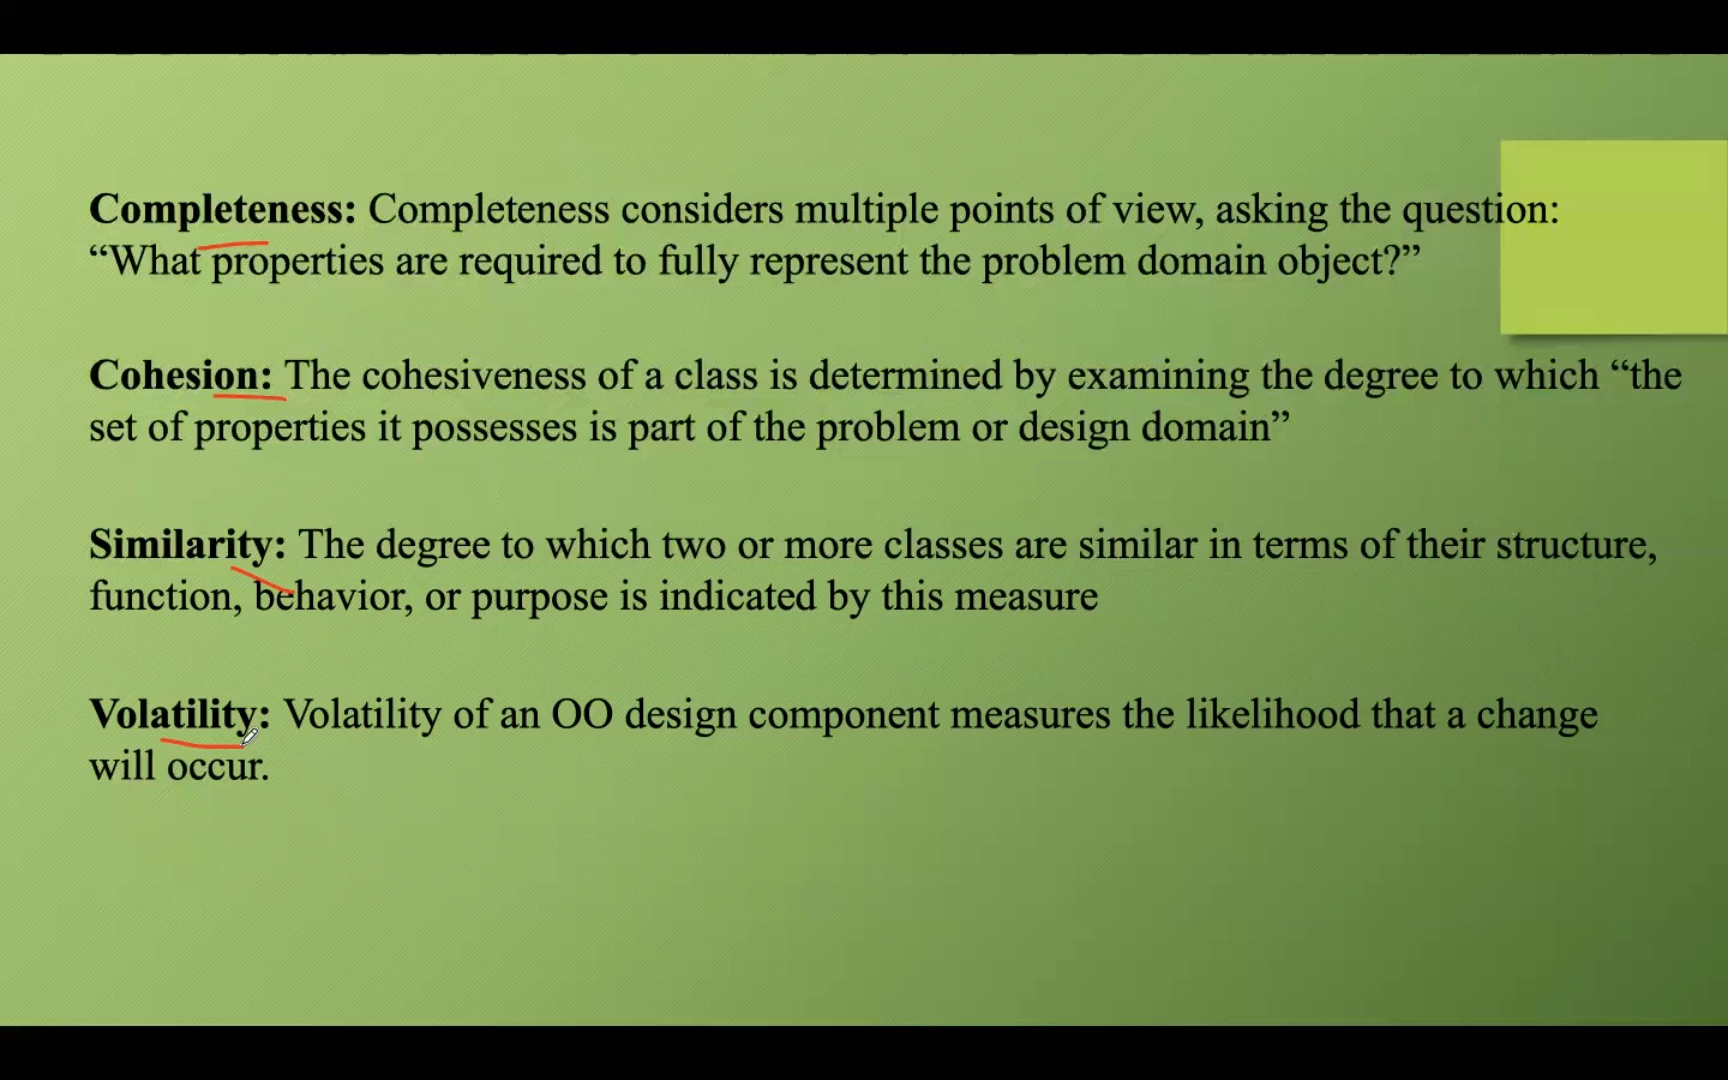 Completeness: Completeness considers multiple points of view, asking the question:
“What properties are required to fully represent the problem domain object?”
Cohesion: The cohesiveness of a class is determined by examining the degree to which “the
set of properties it possesses is part of the problem or design domain”
Similarity: The degree to which two or more classes are similar in terms of their structure,
function, behavior, or purpose is indicated by this measure
Volatility: Volatility of an OO design component measures the likelihood that a change
will occur.